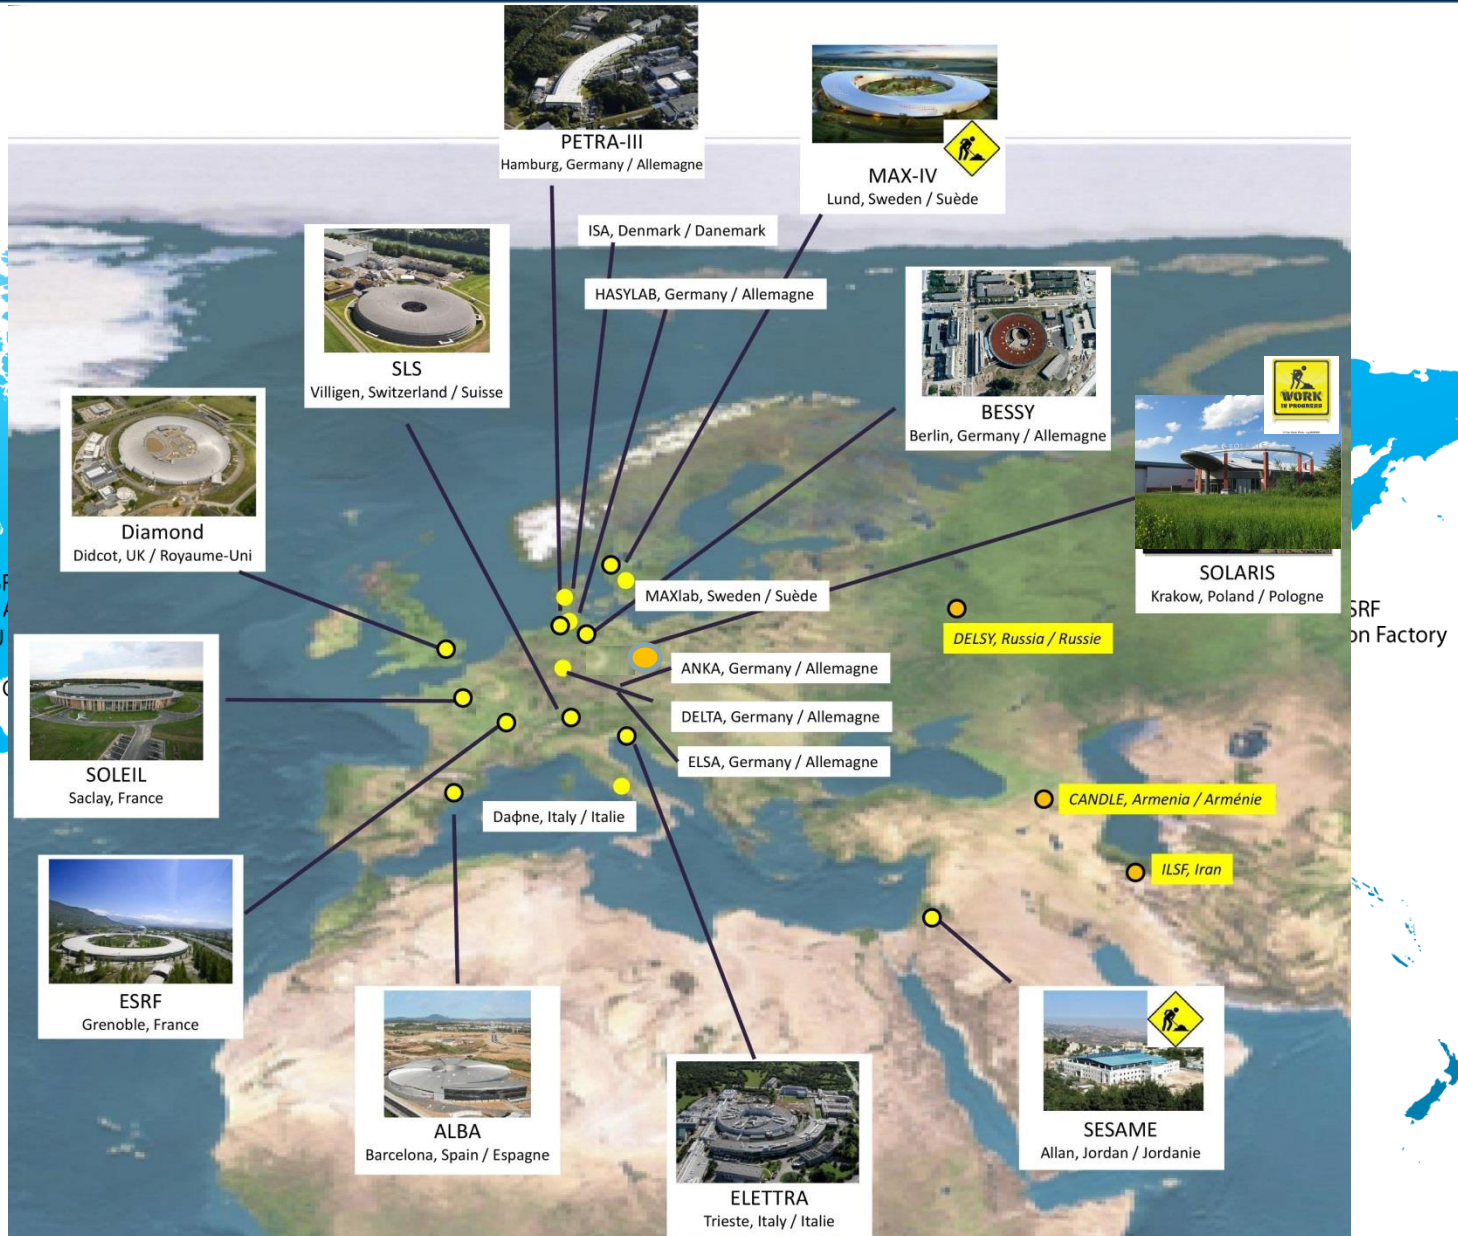 PETRA-III
Hamburg, Germany / Allemagne
MAX-IV
Lund, Sweden / Suède
ISA, Denmark / Danemark
HASYLAB, Germany / Allemagne
SLS
Villigen, Switzerland / Suisse
BESSY
Berlin, Germany / Allemagne
WORK
IN PROGRESS
SOLARIS
Krakow, Poland / Pologne
Diamond
Didcot, UK / Royaume-Uni
MAXlab, Sweden / Suède
DELSY, Russia / Russie
SRF
on Factory
ANKA, Germany / Allemagne
DELTA, Germany / Allemagne
ELSA, Germany / Allemagne
SOLEIL
Saclay, France
Daфne, Italy / Italie
CANDLE, Armenia / Arménie
ILSF, Iran
ESRF
Grenoble, France
ALBA
Barcelona, Spain / Espagne
SESAME
Allan, Jordan / Jordanie
ELETTRA
Trieste, Italy / Italie